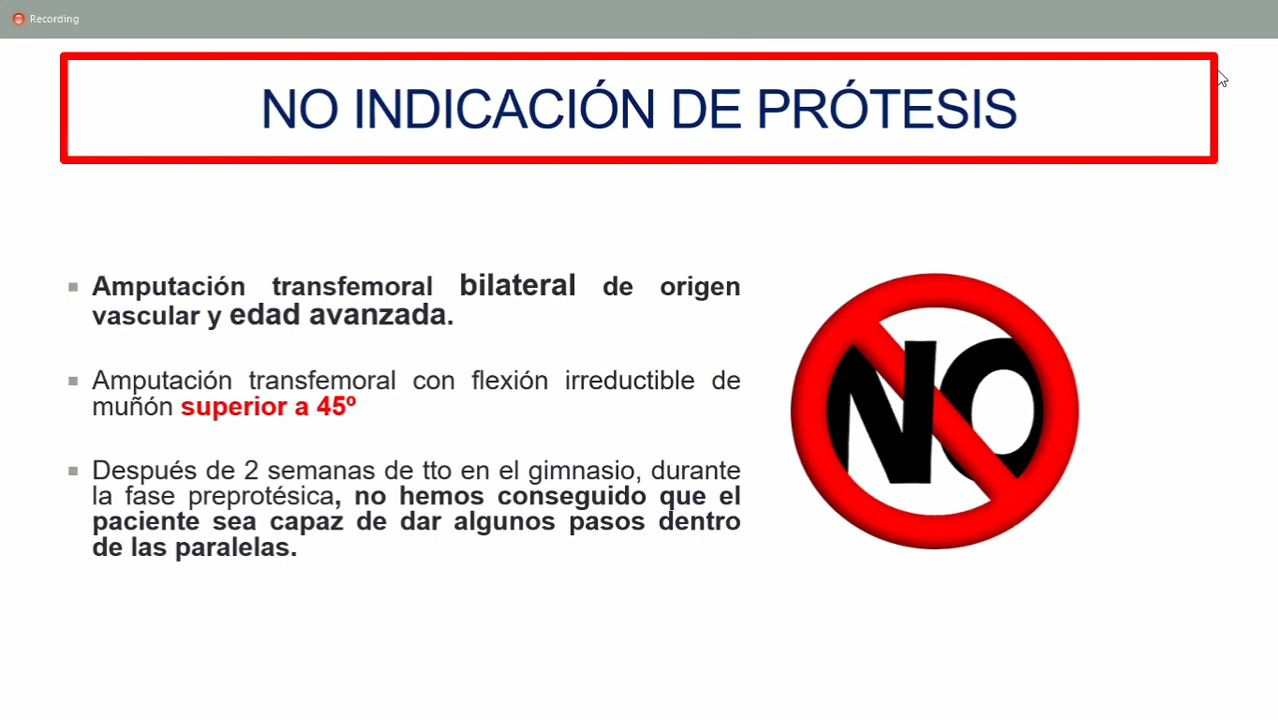 Recording
NO INDICACIÓN DE PRÓTESIS
Amputación transfemoral bilateral de origen
vascular y edad avanzada.
Amputación transfemoral con flexión irreductible de
muñón superior a 45º
Después de 2 semanas de tto en el gimnasio, durante
la fase preprotésica, no hemos conseguido que el
paciente sea capaz de dar algunos pasos dentro
de las paralelas.
NO